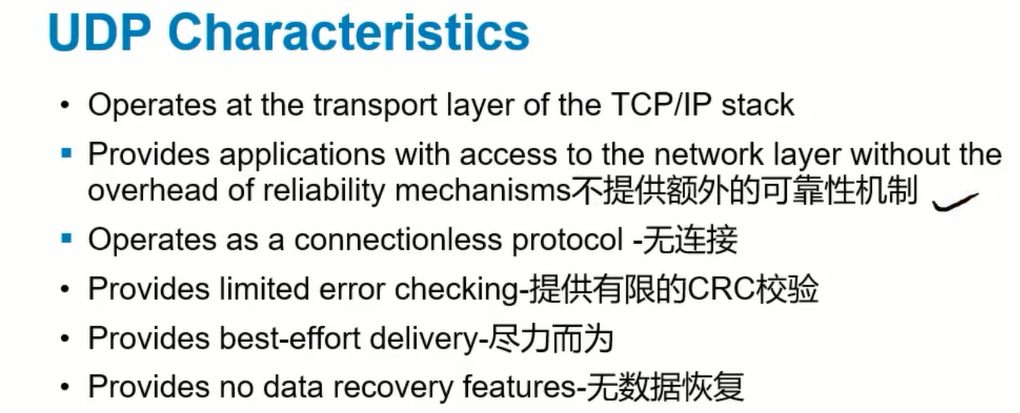 UDP Characteristics
• Operates at the transport layer of the TCP/IP stack
▪ Provides applications with access to the network layer without the
overhead of reliability mechanisms不提供额外的可靠性机制
▪ Operates as a connectionless protocol -无连接
• Provides limited error checking-提供有限的CRC校验
• Provides best-effort delivery-尽力而为
• Provides no data recovery features-无数据恢复